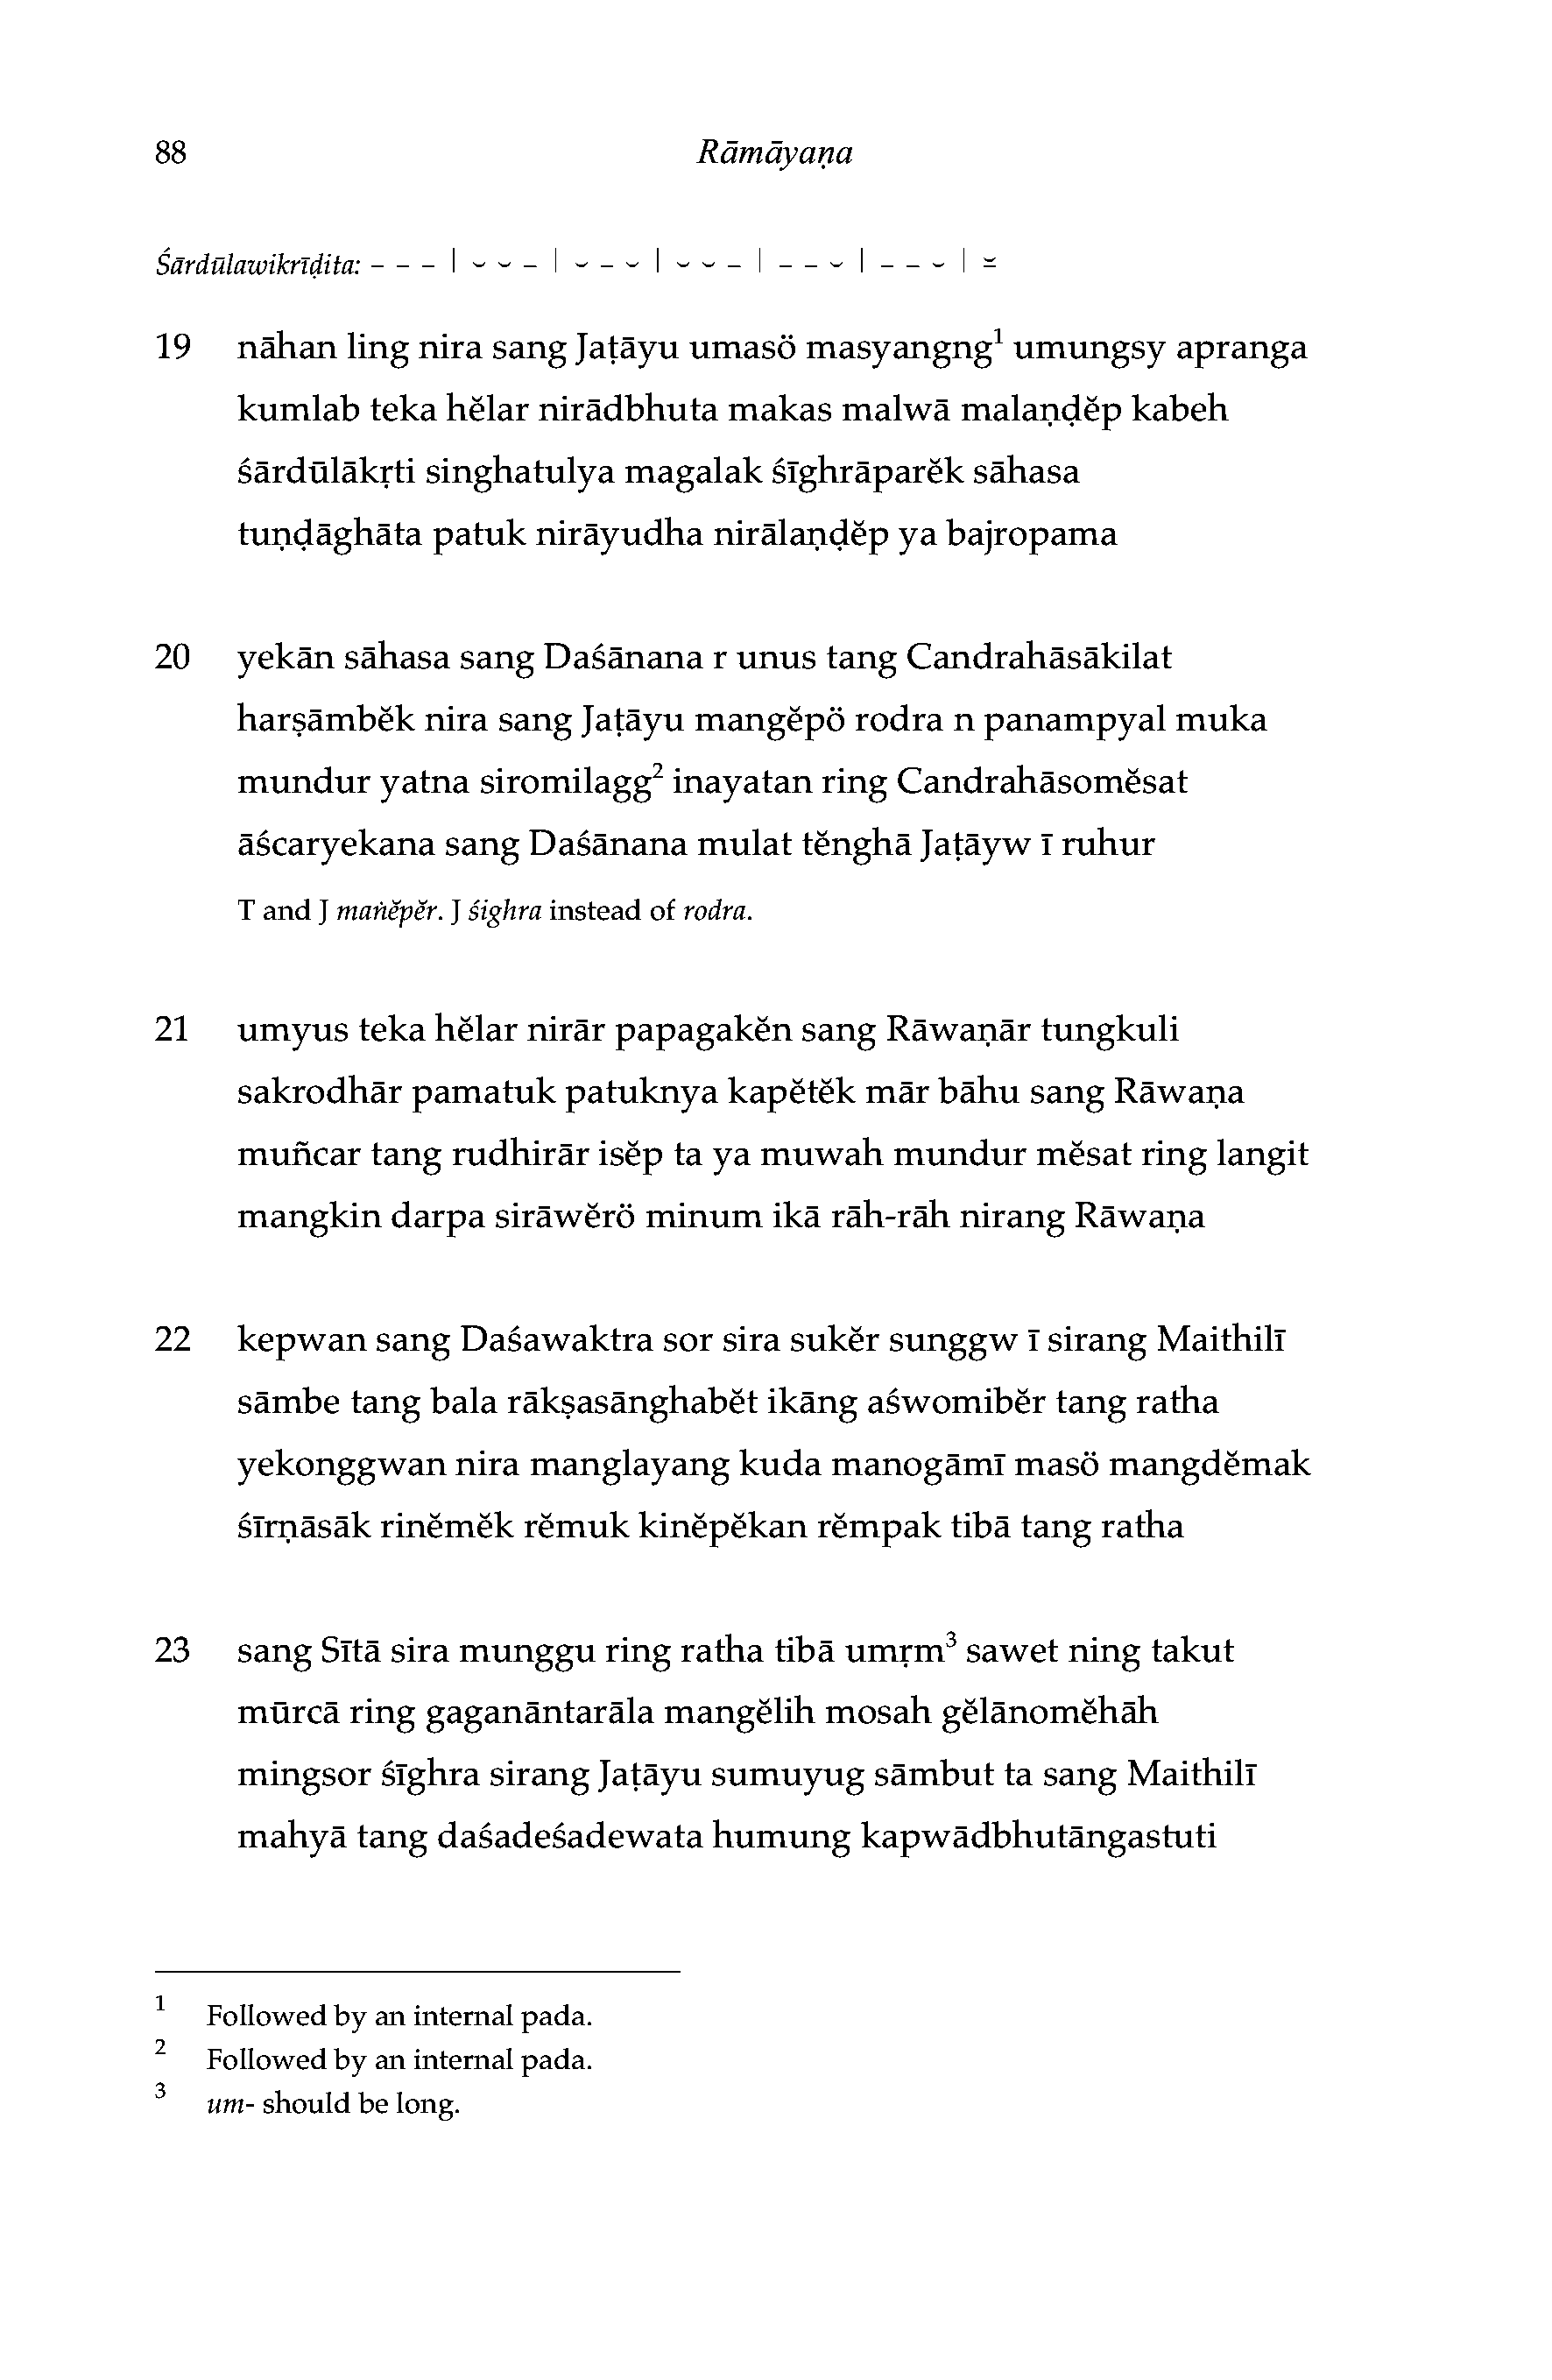 88 Rāmāyaṇa
Śārdūlawikrīḍita: – – – | ⏑ ⏑ – | ⏑ – ⏑ | ⏑ ⏑ – | – – ⏑ | – – ⏑ | ⏓
19 nāhan ling nira sang Jaṭāyu umasö masyangng¹ umungsy apranga
kumlab teka hĕlar nirādbhuta makas malwā malaṇḍĕp kabeh
śārdūlākṛti singhatulya magalak śīghrāparĕk sāhasa
tuṇḍāghāta patuk nirāyudha nirālaṇḍĕp ya bajropama
20 yekān sāhasa sang Daśānana r unus tang Candrahāsākilat
harṣāmbĕk nira sang Jaṭāyu mangĕpö rodra n panampyal muka
mundur yatna siromilagg² inayatan ring Candrahāsomĕsat
āścaryekana sang Daśānana mulat tĕnghā Jaṭāyw ī ruhur
T and J maṅĕpĕr. J śighra instead of rodra.
21 umyus teka hĕlar nirār papagakĕn sang Rāwaṇār tungkuli
sakrodhār pamatuk patuknya kapĕtĕk mār bāhu sang Rāwaṇa
muñcar tang rudhirār isĕp ta ya muwah mundur mĕsat ring langit
mangkin darpa sirāwĕrö minum ikā rāh-rāh nirang Rāwaṇa
22 kepwan sang Daśawaktra sor sira sukĕr sunggw ī sirang Maithilī
sāmbe tang bala rākṣasānghabĕt ikāng aśwomibĕr tang ratha
yekonggwan nira manglayang kuda manogāmī masö mangdĕmak
śīrṇāsāk rinĕmĕk rĕmuk kinĕpĕkan rĕmpak tibā tang ratha
23 sang Sītā sira munggu ring ratha tibā umṛm³ sawet ning takut
mūrcā ring gaganāntarāla mangĕlih mosah gĕlānomĕhāh
mingsor śīghra sirang Jaṭāyu sumuyug sāmbut ta sang Maithilī
mahyā tang daśadeśadewata humung kapwādbhutāngastuti
1 Followed by an internal pada.
2 Followed by an internal pada.
3 um- should be long.